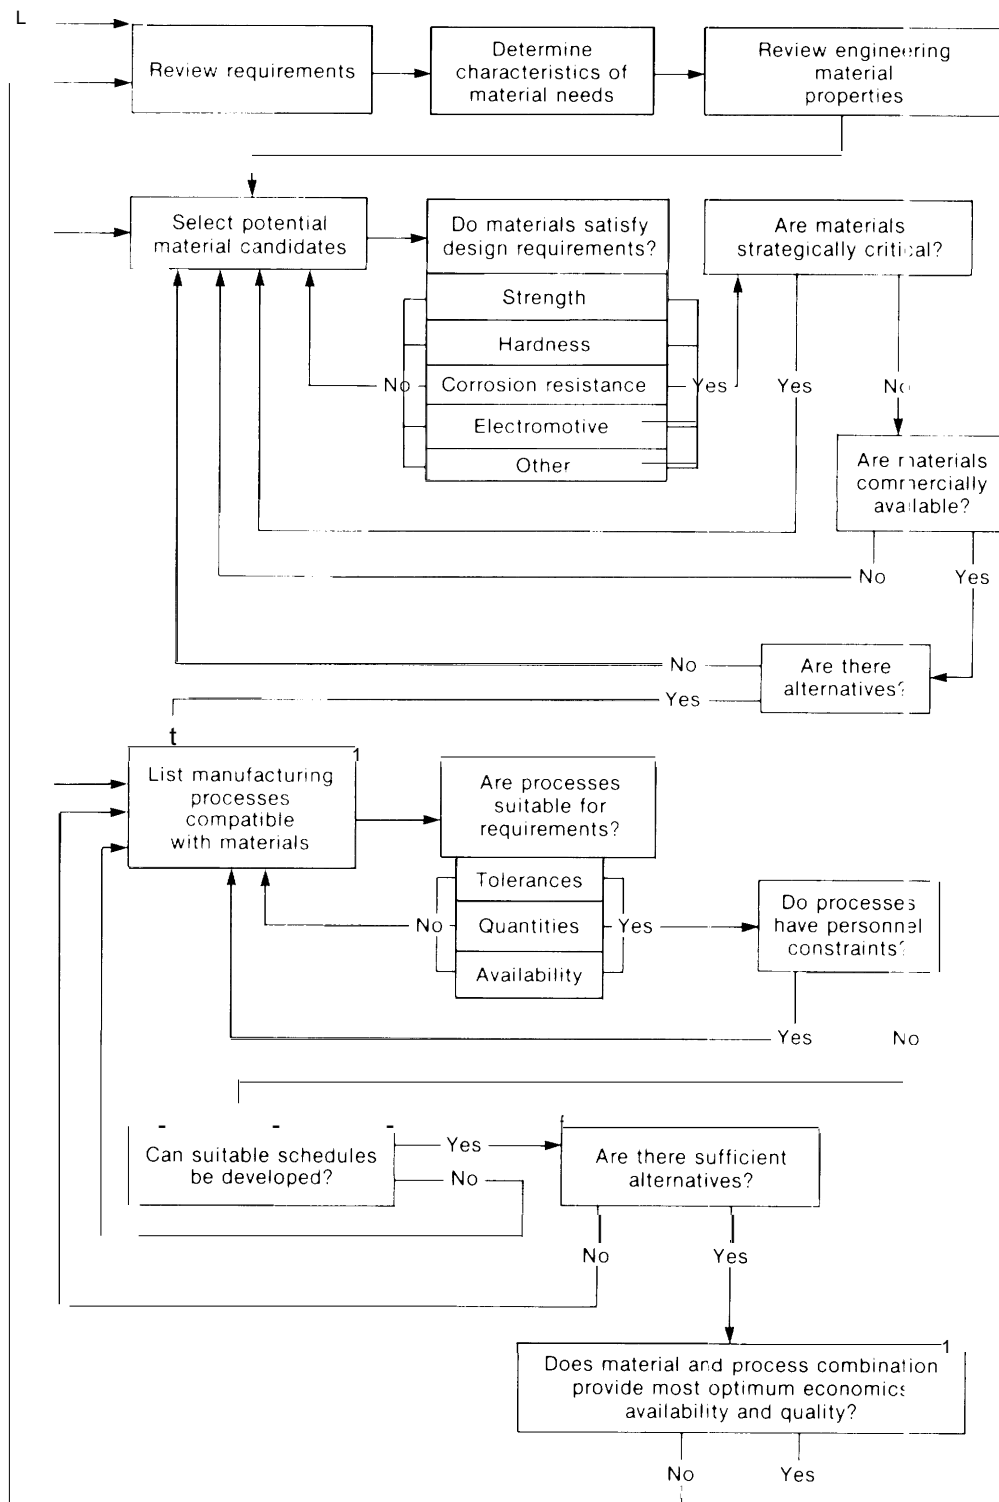 L
Review requirements
Determine
characteristics of
material needs
Review engineering
material
properties
Select potential
material candidates
Do materials satisfy
design requirements?
Strength
Hardness
Corrosion resistance
Electromotive
Other
No
Yes
Are materials
strategically critical?
Yes
No
Are materials
commercially
available?
No
Yes
Are there
alternatives?
No
Yes
t
1
List manufacturing
processes
compatible
with materials
Are processes
suitable for
requirements?
Tolerances
Quantities
Availability
No
Yes
Do processes
have personnel
constraints?
Yes
No
Can suitable schedules
be developed?
Yes
No
Are there sufficient
alternatives?
No
Yes
1
Does material and process combination
provide most optimum economics
availability and quality?
No
Yes